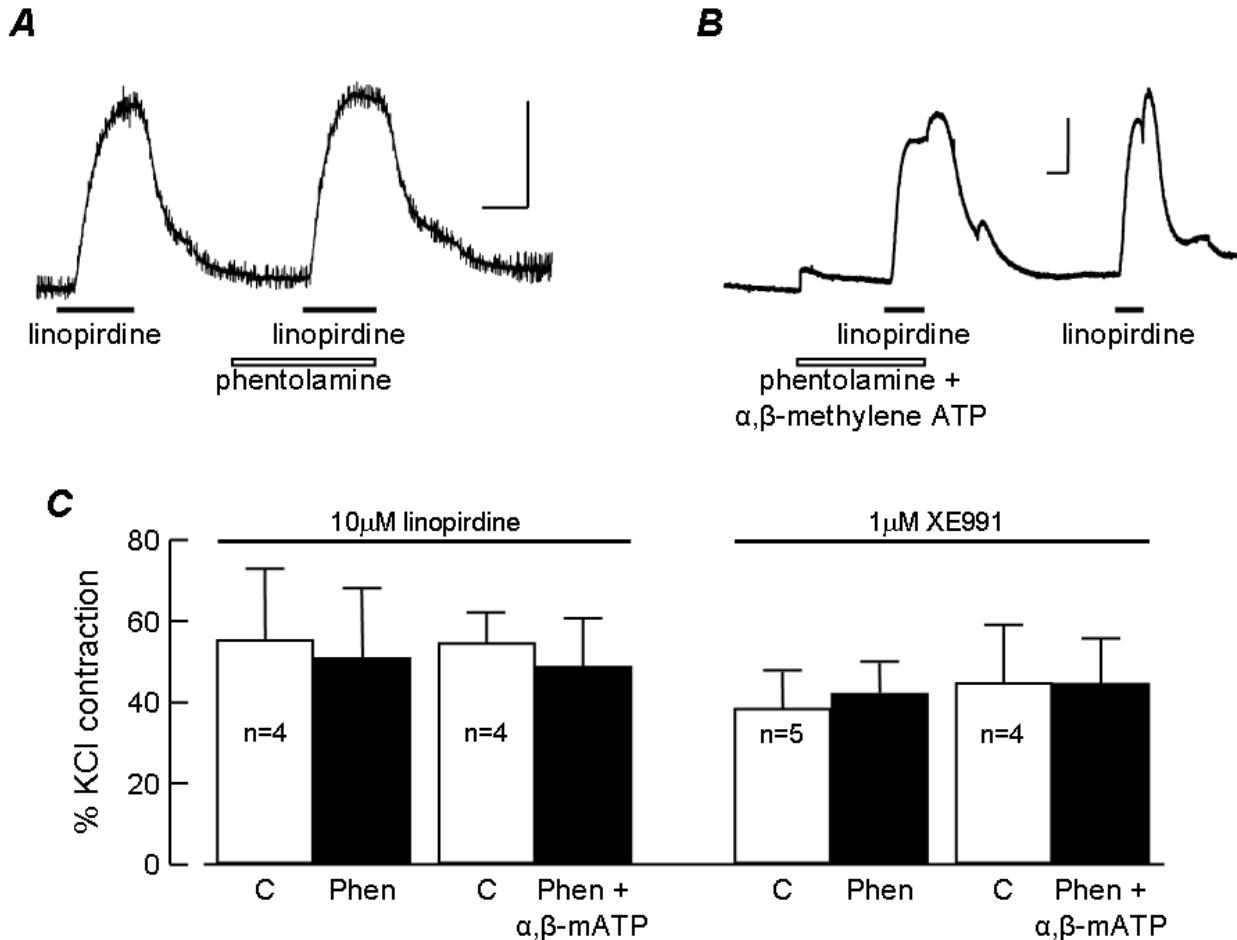 A
B
linopirdine
linopirdine
phentolamine
linopirdine
linopirdine
phentolamine +
α,β-methylene ATP
C
10μM linopirdine
1μM XE991
% KCl contraction
80
60
40
20
0
n=4
n=4
n=5
n=4
C
Phen
C
Phen +
α,β-mATP
C
Phen
C
Phen +
α,β-mATP